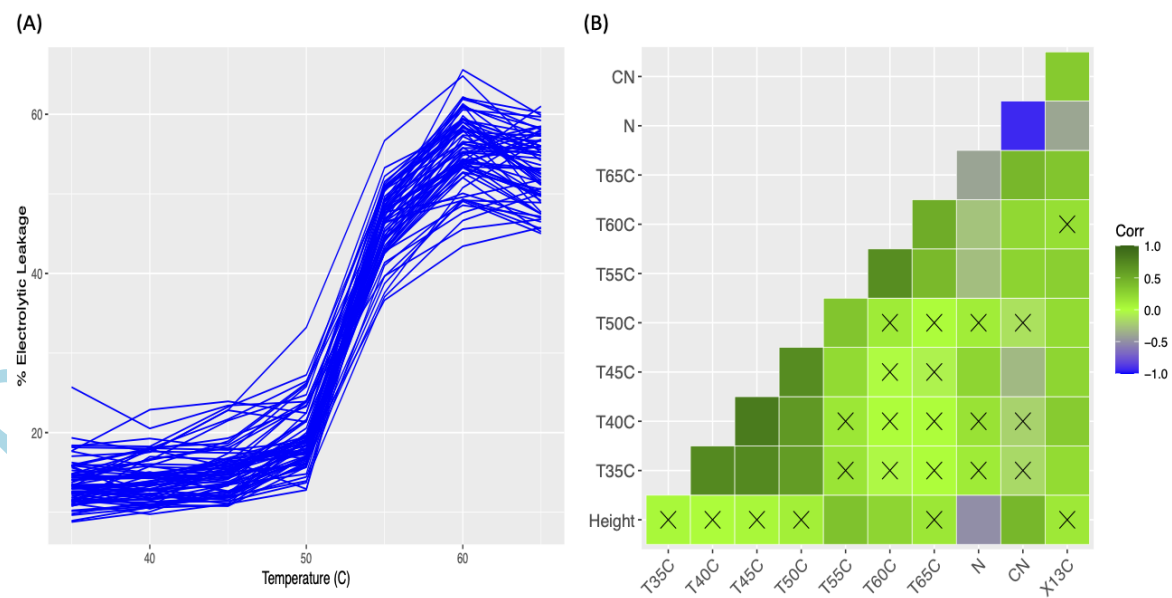 (A)
(B)
% Electrolytic Leakage
60
40
20
40
50
60
Temperature (C)
CN
N
T65C
T60C
T55C
T50C
T45C
T40C
T35C
Height
T35C
T40C
T45C
T50C
T55C
T60C
T65C
N
CN
X13C
Corr
1.0
0.5
0.0
−0.5
−1.0